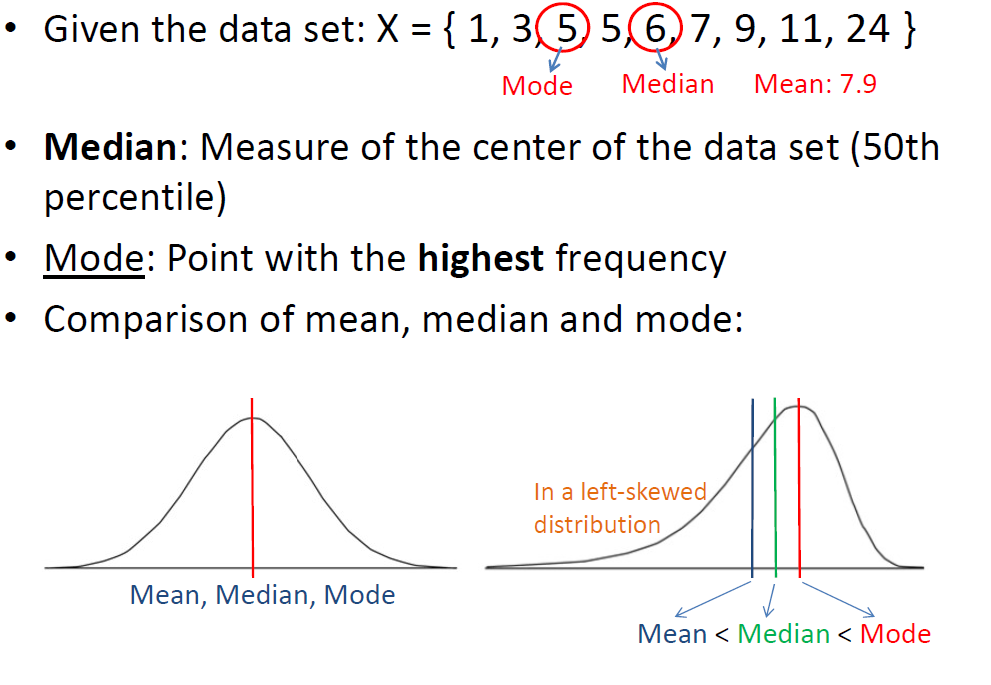 • Given the data set: X = { 1, 3, 5, 5, 6, 7, 9, 11, 24 }
Mode Median Mean: 7.9
• Median: Measure of the center of the data set (50th
percentile)
• Mode: Point with the highest frequency
• Comparison of mean, median and mode:
In a left-skewed
distribution
Mean, Median, Mode
Mean < Median < Mode